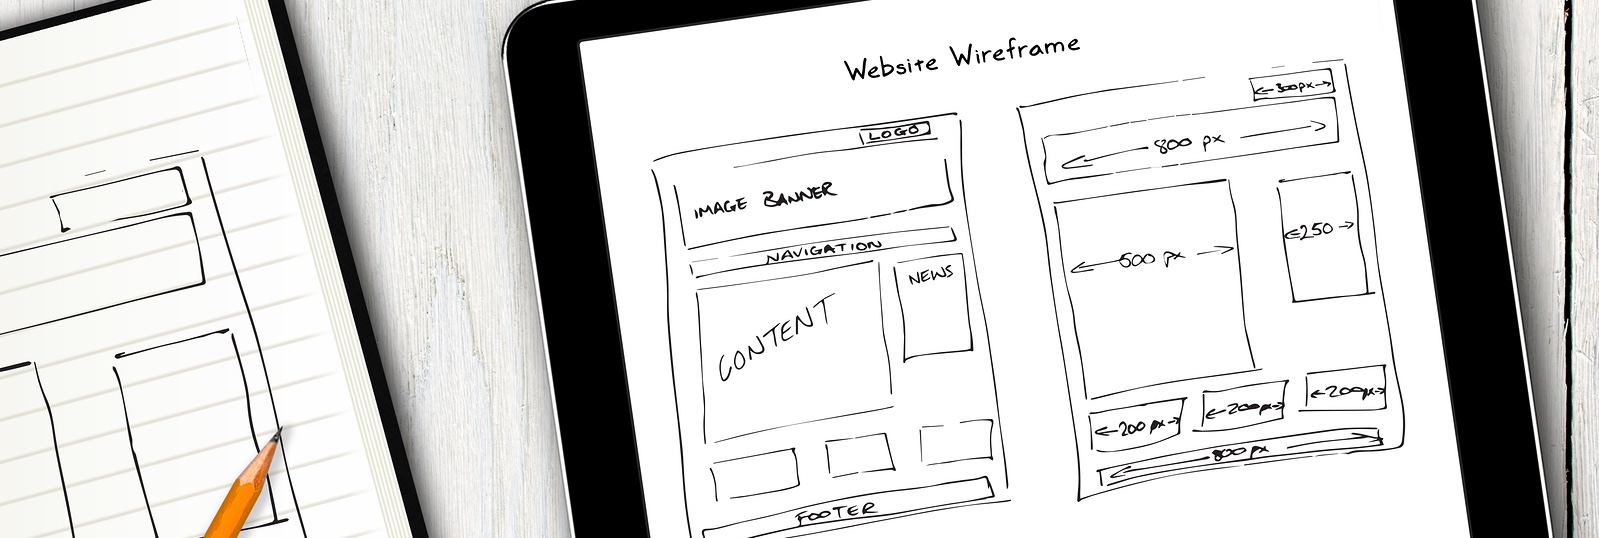 Website Wireframe
LOGO
IMAGE BANNER
NAVIGATION
CONTENT
NEWS
FOOTER
300px
800 px
500 px
250
200 px
200px
200px
800 px